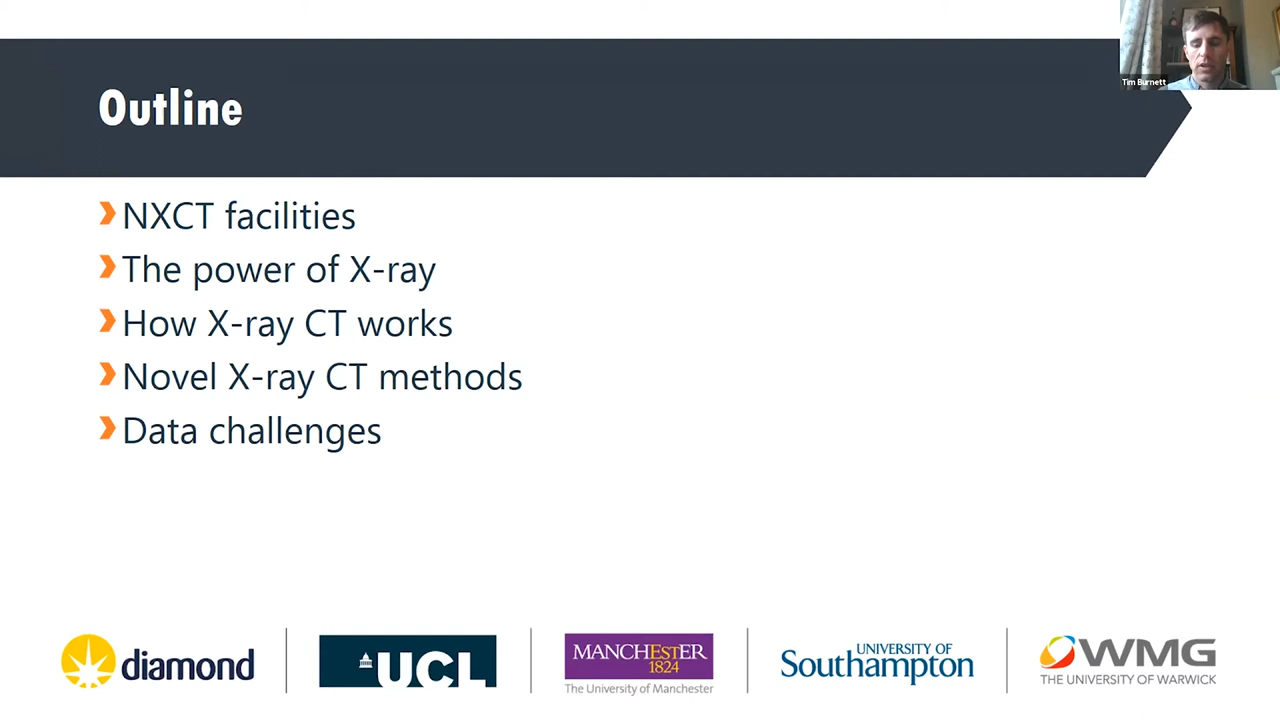 Tim Burnett
Outline
NXCT facilities
The power of X-ray
How X-ray CT works
Novel X-ray CT methods
Data challenges
diamond
UCL
MANCHESTER
1824
The University of Manchester
UNIVERSITY OF
Southampton
WMG
THE UNIVERSITY OF WARWICK